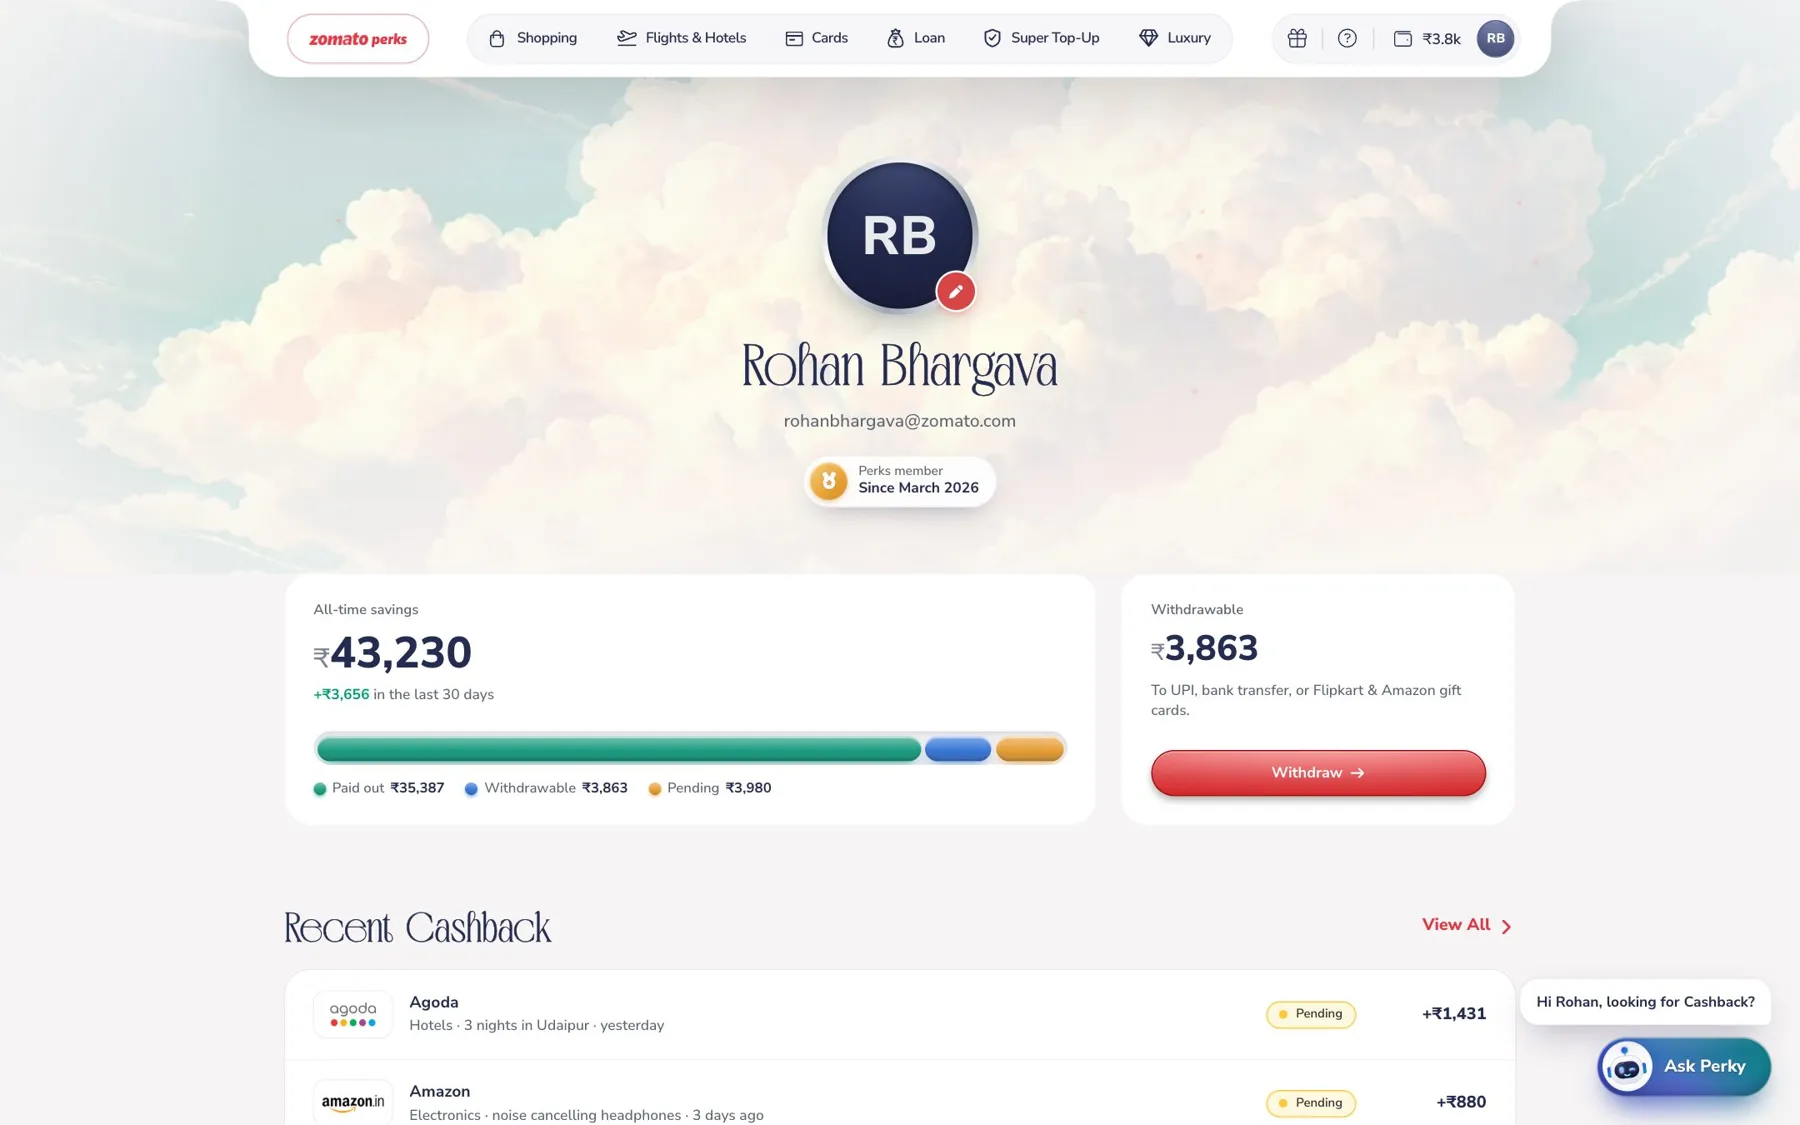 zomato perks
Shopping
Flights & Hotels
Cards
Loan
Super Top-Up
Luxury
₹3.8k
RB
RB
Rohan Bhargava
rohanbhargava@zomato.com
Perks member
Since March 2026
All-time savings
₹43,230
+₹3,656 in the last 30 days
Paid out ₹35,387
Withdrawable ₹3,863
Pending ₹3,980
Withdrawable
₹3,863
To UPI, bank transfer, or Flipkart & Amazon gift
cards.
Withdraw →
Recent Cashback
View All
agoda
Agoda
Hotels · 3 nights in Udaipur · yesterday
Pending
+₹1,431
amazon.in
Amazon
Electronics · noise cancelling headphones · 3 days ago
Pending
+₹880
Hi Rohan, looking for Cashback?
Ask Perky